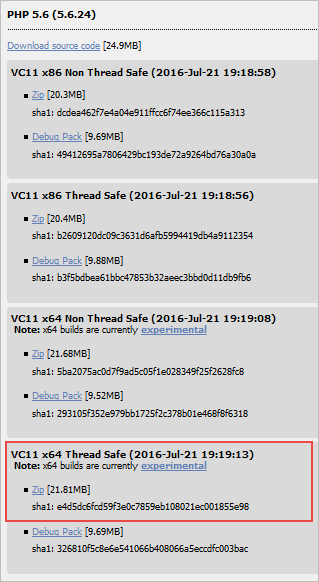 PHP 5.6 (5.6.24)
Download source code [24.9MB]
VC11 x86 Non Thread Safe (2016-Jul-21 19:18:58)
Zip [20.3MB]
sha1: dcdea462f7e4a04e911ffcc6f74ee366c115a313
Debug Pack [9.69MB]
sha1: 49412695a7806429bc193de72a9264bd76a30a0a
VC11 x86 Thread Safe (2016-Jul-21 19:18:56)
Zip [20.4MB]
sha1: b2609120dc09c3631d6afb5994419db4a9112354
Debug Pack [9.88MB]
sha1: b3f5bdbea61bbc47853b32aeec3bbd0d11db9fb6
VC11 x64 Non Thread Safe (2016-Jul-21 19:19:08)
Note: x64 builds are currently experimental
Zip [21.68MB]
sha1: 5ba2075ac0d7f9ad5c05f1e028349f25f2628fc8
Debug Pack [9.52MB]
sha1: 293105f352e979bb1725f2c378b01e468f8f6318
VC11 x64 Thread Safe (2016-Jul-21 19:19:13)
Note: x64 builds are currently experimental
Zip [21.81MB]
sha1: e4d5dc6fcd59f3e0c7859eb108021ec001855e98
Debug Pack [9.69MB]
sha1: 326810f5c8e6e541066b408066a5eccdfc003bac